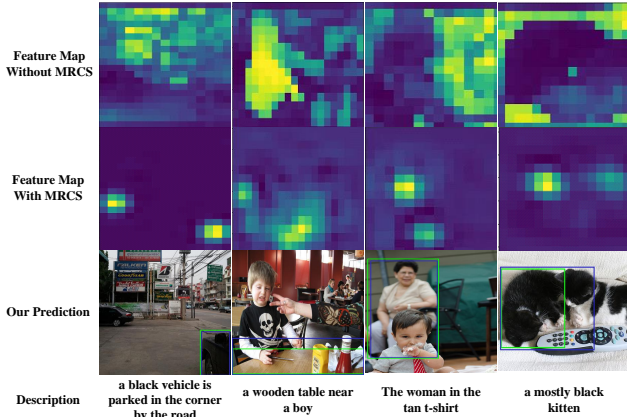 Feature Map
Without MRCS
Feature Map
With MRCS
Our Prediction
Description
a black vehicle is
parked in the corner
by the road
a wooden table near
a boy
The woman in the
tan t-shirt
a mostly black
kitten